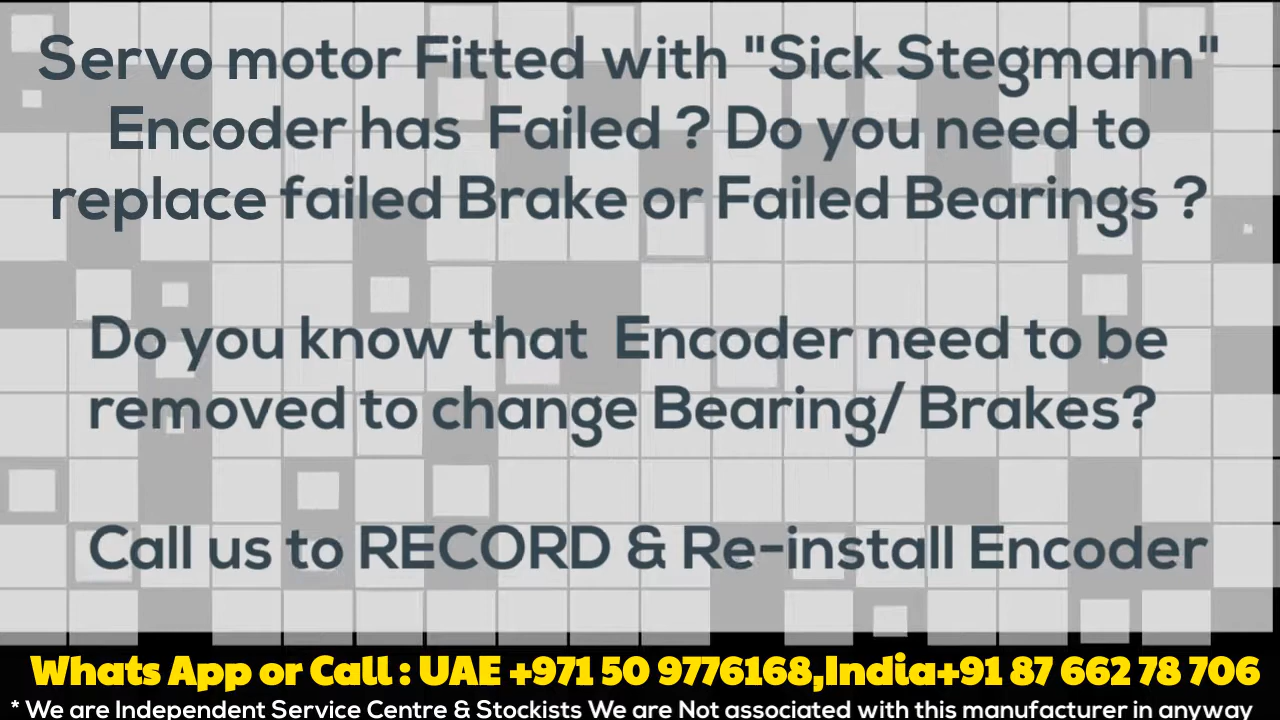 Servo motor Fitted with "Sick Stegmann"
Encoder has Failed ? Do you need to
replace failed Brake or Failed Bearings ?
Do you know that Encoder need to be
removed to change Bearing/ Brakes?
Call us to RECORD & Re-install Encoder
Whats App or Call : UAE +971 50 9776168,India+91 87 662 78 706
* We are Independent Service Centre & Stockists We are Not associated with this manufacturer in anyway